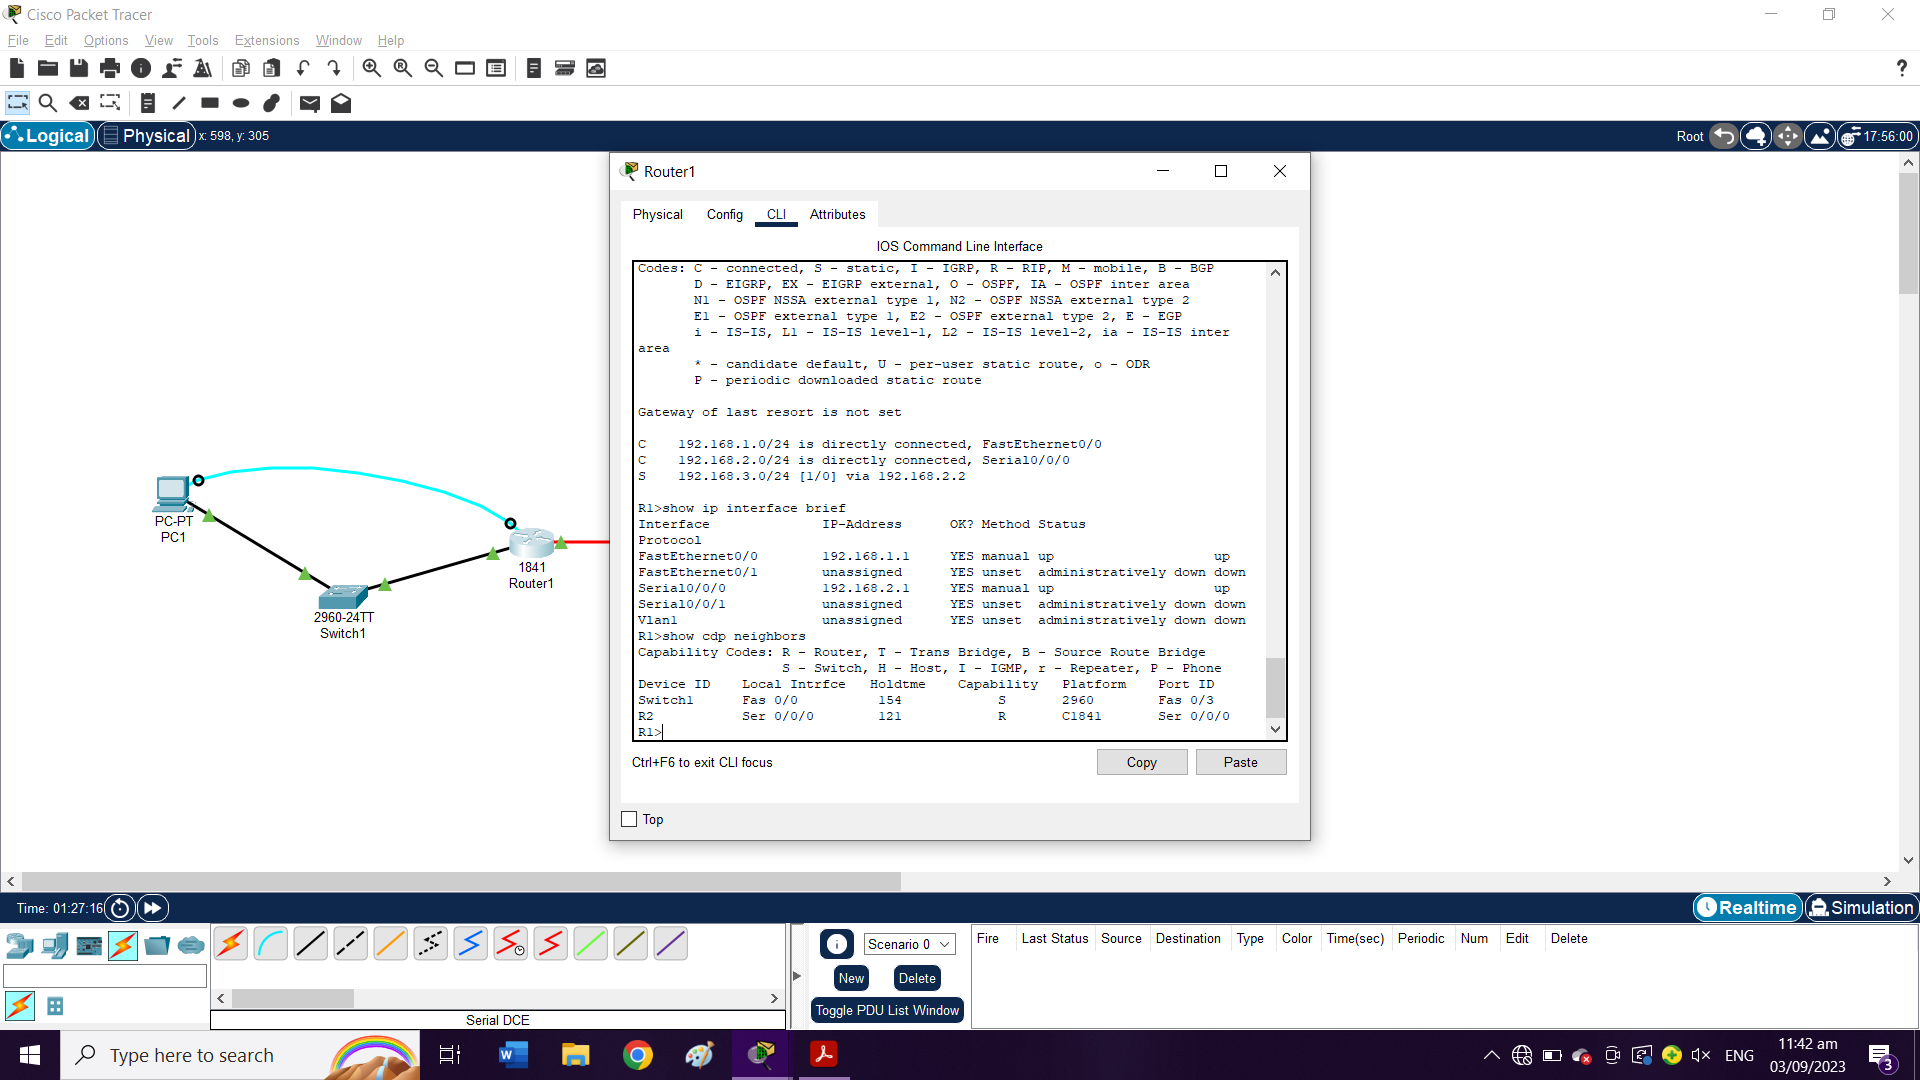 Cisco Packet Tracer
File Edit Options View Tools Extensions Window Help
?
Logical Physical x: 598, y: 305 Root 17:56:00
Router1
Physical Config CLI Attributes
IOS Command Line Interface
Codes: C - connected, S - static, I - IGRP, R - RIP, M - mobile, B - BGP
D - EIGRP, EX - EIGRP external, O - OSPF, IA - OSPF inter area
N1 - OSPF NSSA external type 1, N2 - OSPF NSSA external type 2
E1 - OSPF external type 1, E2 - OSPF external type 2, E - EGP
i - IS-IS, L1 - IS-IS level-1, L2 - IS-IS level-2, ia - IS-IS inter
area
* - candidate default, U - per-user static route, o - ODR
P - periodic downloaded static route
Gateway of last resort is not set
C 192.168.1.0/24 is directly connected, FastEthernet0/0
C 192.168.2.0/24 is directly connected, Serial0/0/0
S 192.168.3.0/24 [1/0] via 192.168.2.2
R1>show ip interface brief
Interface IP-Address OK? Method Status
Protocol
FastEthernet0/0 192.168.1.1 YES manual up up
FastEthernet0/1 unassigned YES unset administratively down down
Serial0/0/0 192.168.2.1 YES manual up up
Serial0/0/1 unassigned YES unset administratively down down
Vlan1 unassigned YES unset administratively down down
R1>show cdp neighbors
Capability Codes: R - Router, T - Trans Bridge, B - Source Route Bridge
S - Switch, H - Host, I - IGMP, r - Repeater, P - Phone
Device ID Local Intrfce Holdtme Capability Platform Port ID
Switch1 Fas 0/0 154 S 2960 Fas 0/3
R2 Ser 0/0/0 121 R C1841 Ser 0/0/0
R1>
Ctrl+F6 to exit CLI focus Copy Paste
Top
PC-PT
PC1
1841
Router1
2960-24TT
Switch1
Time: 01:27:16 Realtime Simulation
Serial DCE
Scenario 0
New Delete
Toggle PDU List Window
Fire Last Status Source Destination Type Color Time(sec) Periodic Num Edit Delete
Type here to search
ENG
11:42 am
03/09/2023
3